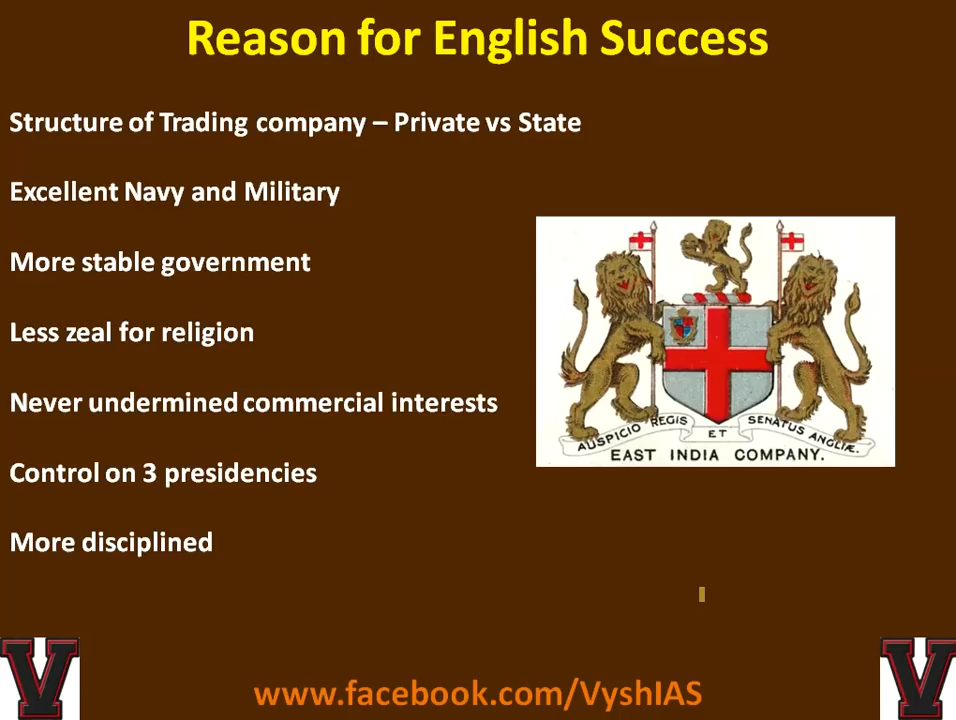 Reason for English Success
Structure of Trading company – Private vs State
Excellent Navy and Military
More stable government
Less zeal for religion
Never undermined commercial interests
Control on 3 presidencies
More disciplined
AUSPICIO REGIS ET SENATUS ANGLIÆ.
EAST INDIA COMPANY.
V
V
www.facebook.com/VyshIAS